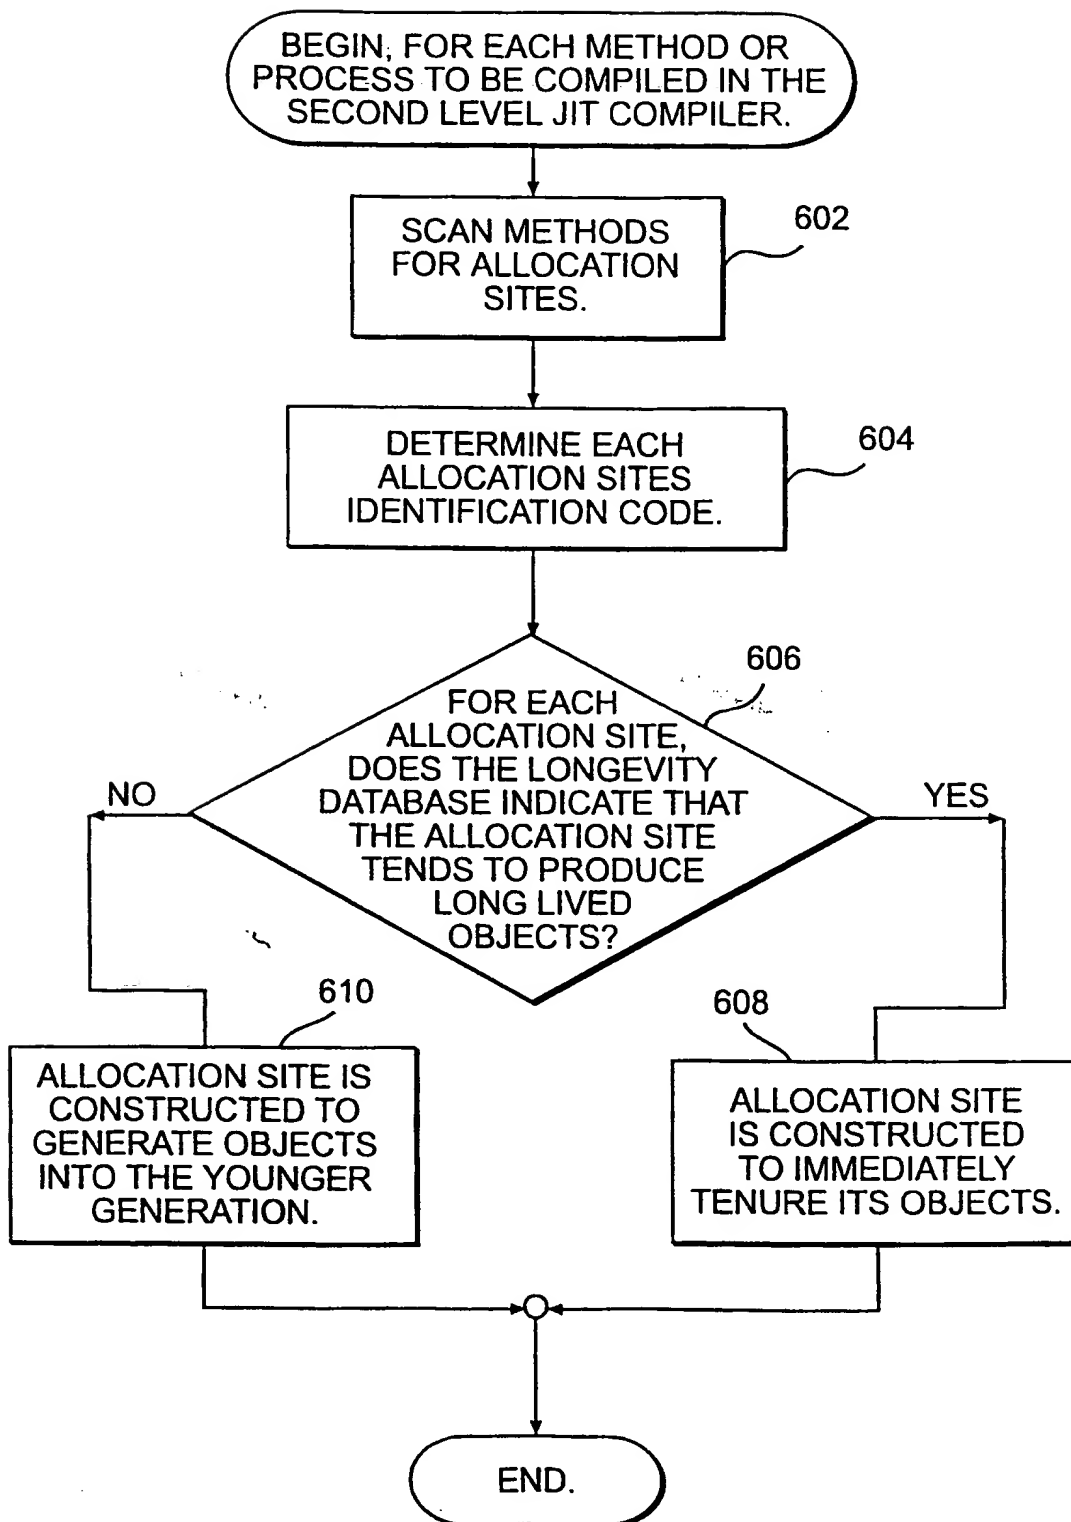 BEGIN; FOR EACH METHOD OR
PROCESS TO BE COMPILED IN THE
SECOND LEVEL JIT COMPILER.
602
SCAN METHODS
FOR ALLOCATION
SITES.
604
DETERMINE EACH
ALLOCATION SITES
IDENTIFICATION CODE.
606
FOR EACH
ALLOCATION SITE,
DOES THE LONGEVITY
DATABASE INDICATE THAT
THE ALLOCATION SITE
TENDS TO PRODUCE
LONG LIVED
OBJECTS?
NO
YES
610
ALLOCATION SITE IS
CONSTRUCTED TO
GENERATE OBJECTS
INTO THE YOUNGER
GENERATION.
608
ALLOCATION SITE
IS CONSTRUCTED
TO IMMEDIATELY
TENURE ITS OBJECTS.
END.